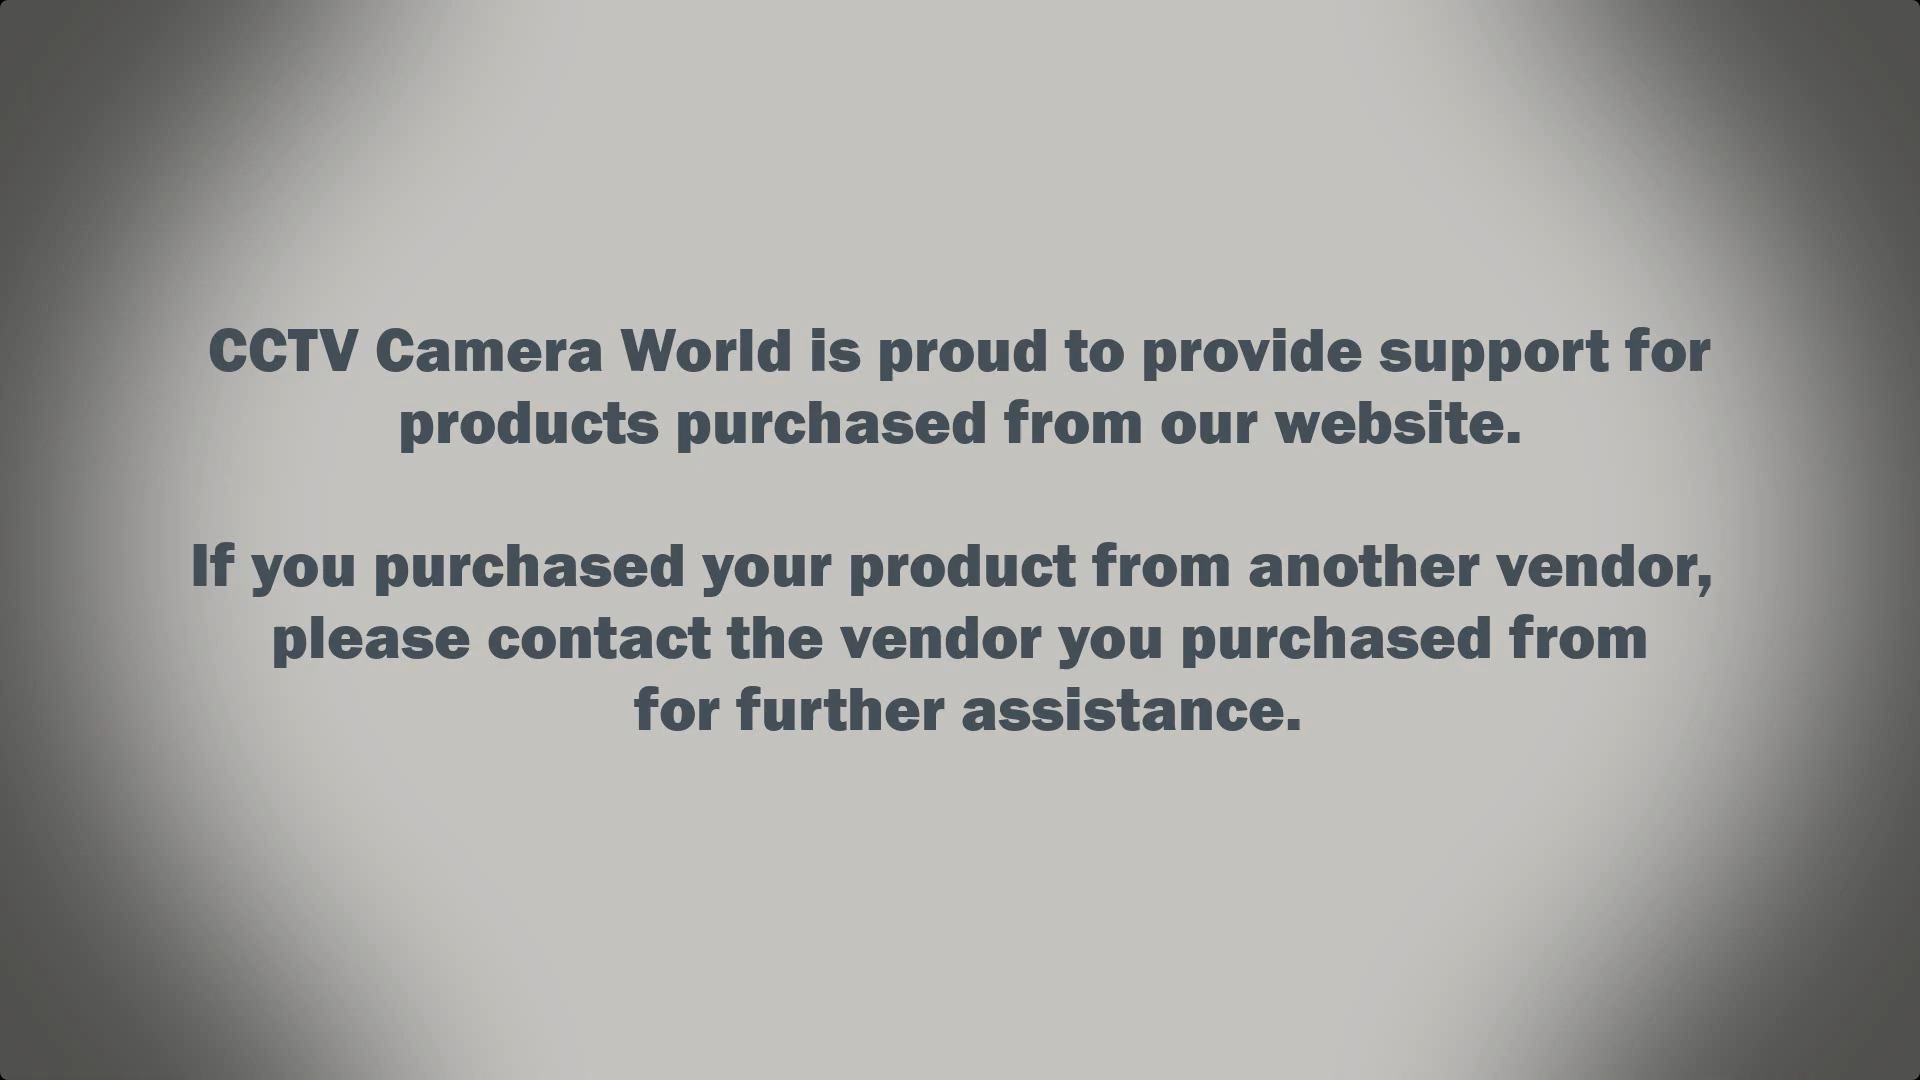 CCTV Camera World is proud to provide support for
products purchased from our website.
If you purchased your product from another vendor,
please contact the vendor you purchased from
for further assistance.